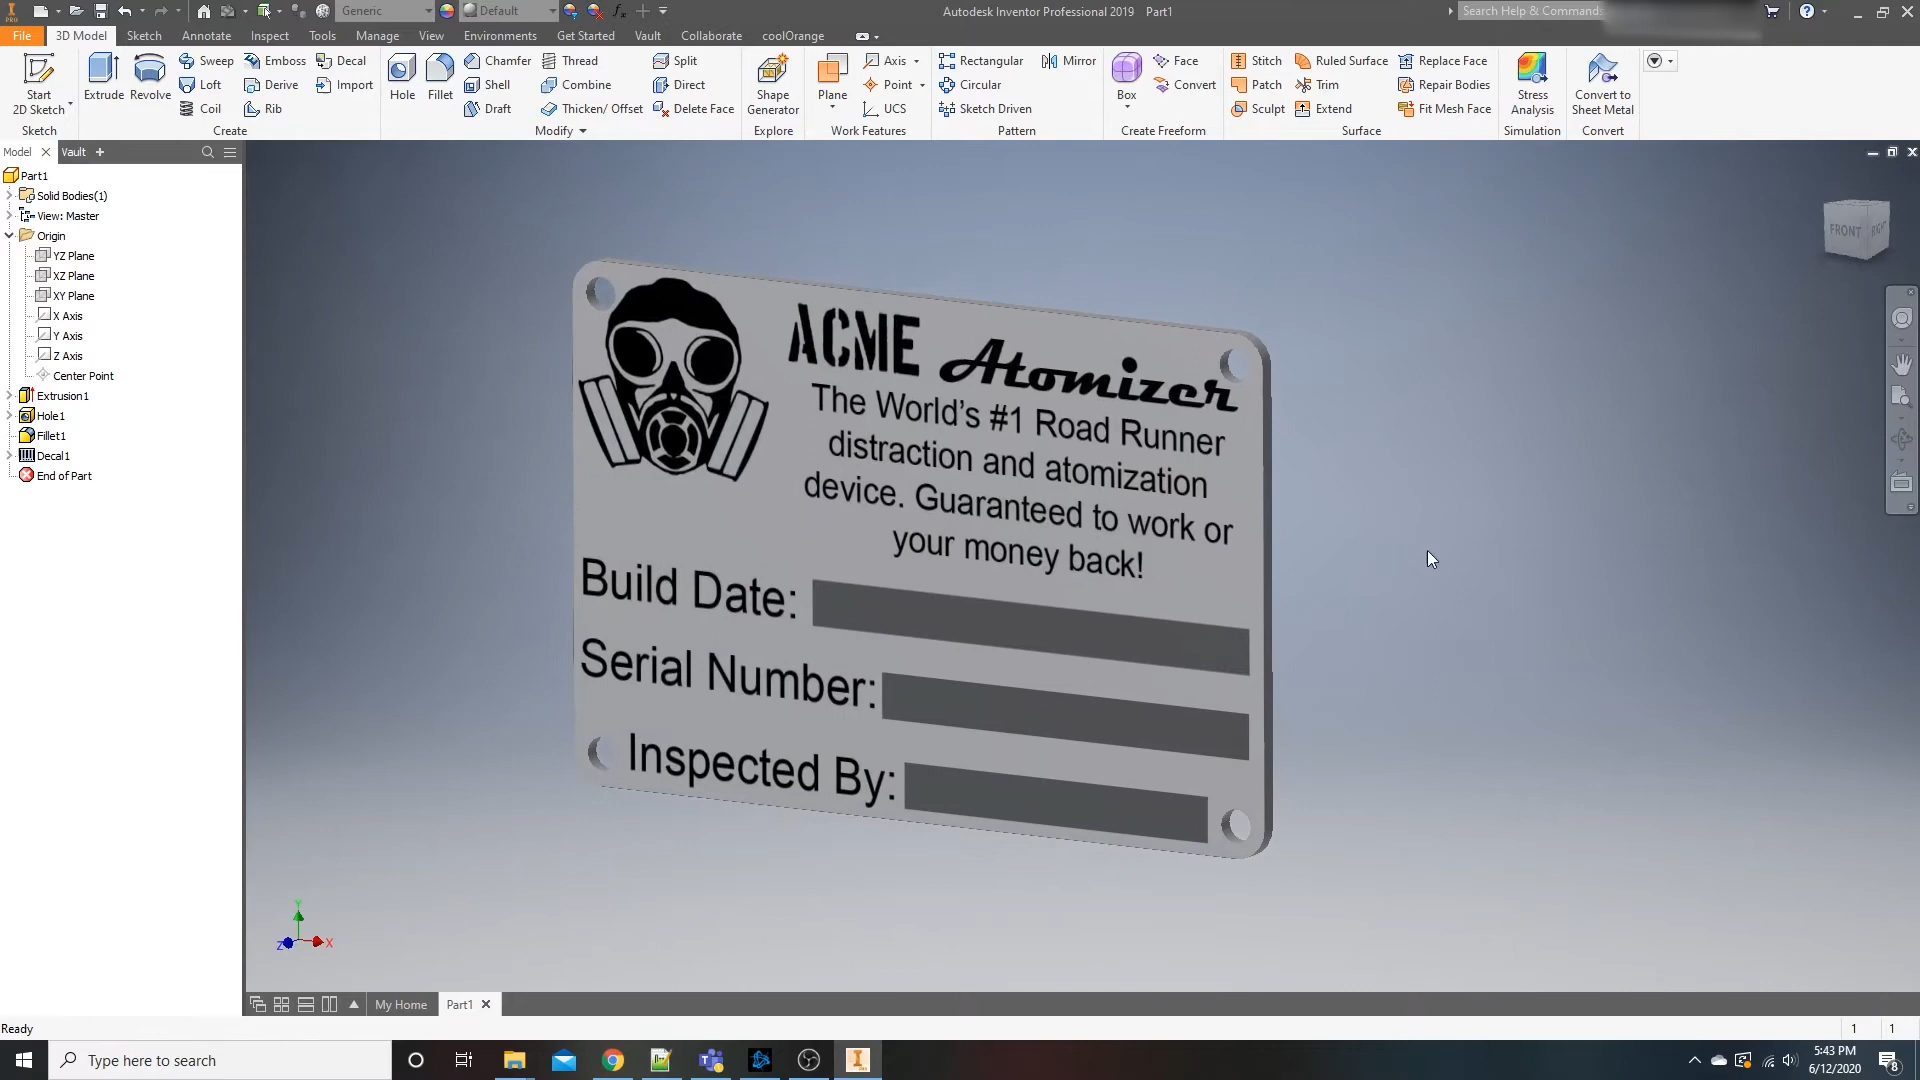 Generic
Default
Autodesk Inventor Professional 2019 Part1
Search Help & Commands
File 3D Model Sketch Annotate Inspect Tools Manage View Environments Get Started Vault Collaborate coolOrange
Start
2D Sketch
Sketch
Extrude Revolve
Sweep Emboss Decal
Loft Derive Import
Coil Rib
Create
Hole Fillet
Chamfer Thread Split
Shell Combine Direct
Draft Thicken/ Offset Delete Face
Modify
Shape
Generator
Explore
Plane
Axis
Point
UCS
Work Features
Rectangular Mirror
Circular
Sketch Driven
Pattern
Box
Face
Convert
Create Freeform
Stitch Ruled Surface Replace Face
Patch Trim Repair Bodies
Sculpt Extend Fit Mesh Face
Surface
Stress
Analysis
Simulation
Convert to
Sheet Metal
Convert
Model Vault
Part1
Solid Bodies(1)
View: Master
Origin
YZ Plane
XZ Plane
XY Plane
X Axis
Y Axis
Z Axis
Center Point
Extrusion1
Hole1
Fillet1
Decal1
End of Part
FRONT RIGHT
ACME Atomizer
The World's #1 Road Runner
distraction and atomization
device. Guaranteed to work or
your money back!
Build Date:
Serial Number:
Inspected By:
Y
Z X
My Home Part1
Ready 1 1
Type here to search
5:43 PM
6/12/2020
8